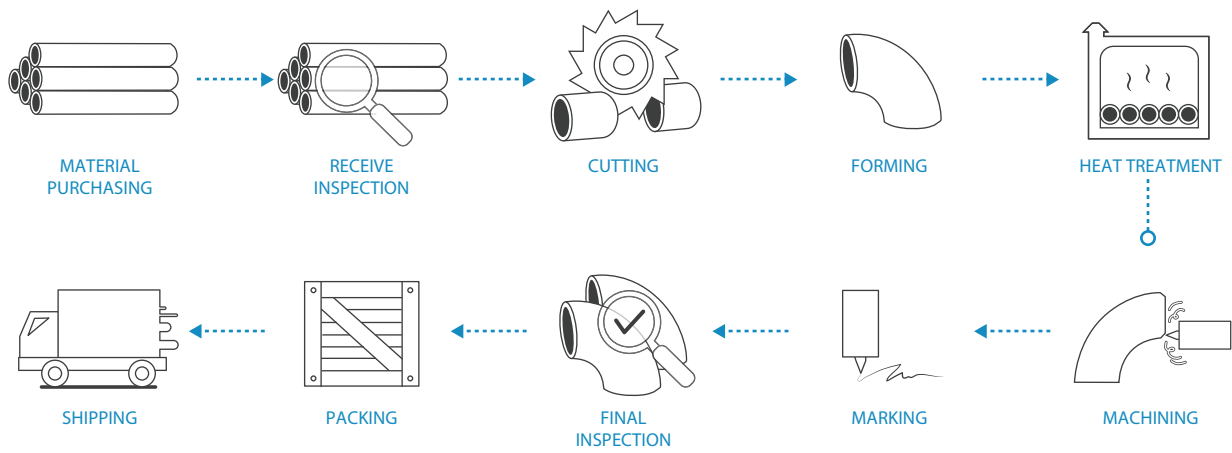 MATERIAL
PURCHASING
RECEIVE
INSPECTION
CUTTING
FORMING
HEAT TREATMENT
SHIPPING
PACKING
FINAL
INSPECTION
MARKING
MACHINING